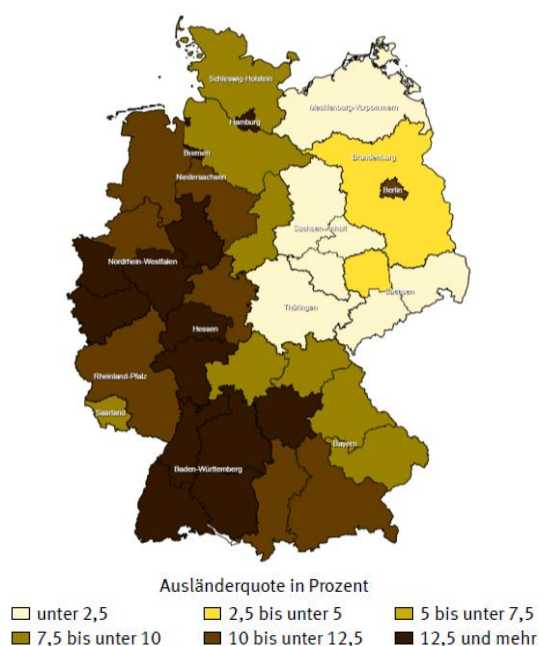 Schleswig-Holstein
Mecklenburg-Vorpommern
Hamburg
Bremen
Brandenburg
Niedersachsen
Berlin
Sachsen-Anhalt
Nordrhein-Westfalen
Sachsen
Thüringen
Hessen
Rheinland-Pfalz
Saarland
Bayern
Baden-Württemberg
Ausländerquote in Prozent
unter 2,5 2,5 bis unter 5 5 bis unter 7,5
7,5 bis unter 10 10 bis unter 12,5 12,5 und mehr